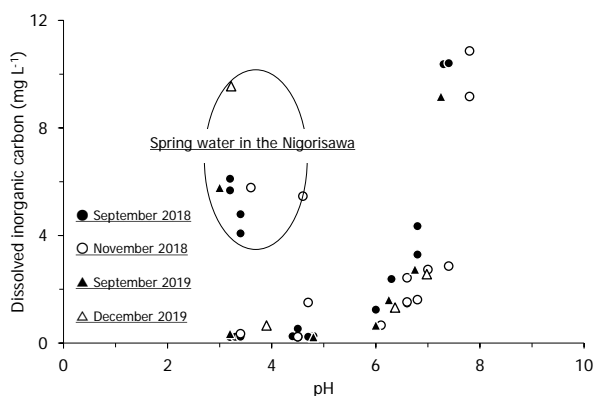 Dissolved inorganic carbon (mg L-1)
12
8
4
0
Spring water in the Nigorisawa
September 2018
November 2018
September 2019
December 2019
0 2 4 6 8 10
pH